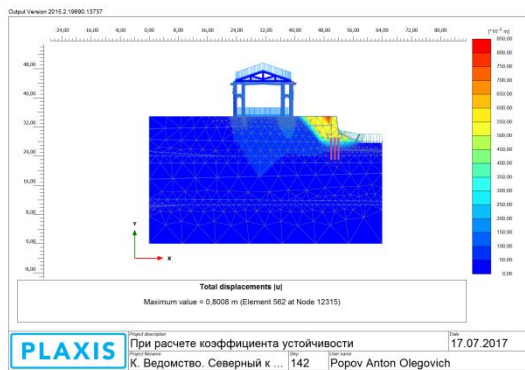 Output Version 2015.2.19890.13737
-24,00 -16,00 -8,00 0,00 8,00 16,00 24,00 32,00 40,00 48,00 56,00 64,00 72,00 80,00
[*10⁻³ m]
850,00
800,00
750,00
700,00
650,00
600,00
550,00
500,00
450,00
400,00
350,00
300,00
250,00
200,00
150,00
100,00
50,00
0,00
48,00
40,00
32,00
24,00
16,00
8,00
0,00
-8,00
Y
X
Total displacements |u|
Maximum value = 0,8008 m (Element 562 at Node 12315)
PLAXIS
Project description
При расчете коэффициента устойчивости
Date
17.07.2017
Project filename
К. Ведомство. Северный к ...
Step
142
User name
Popov Anton Olegovich